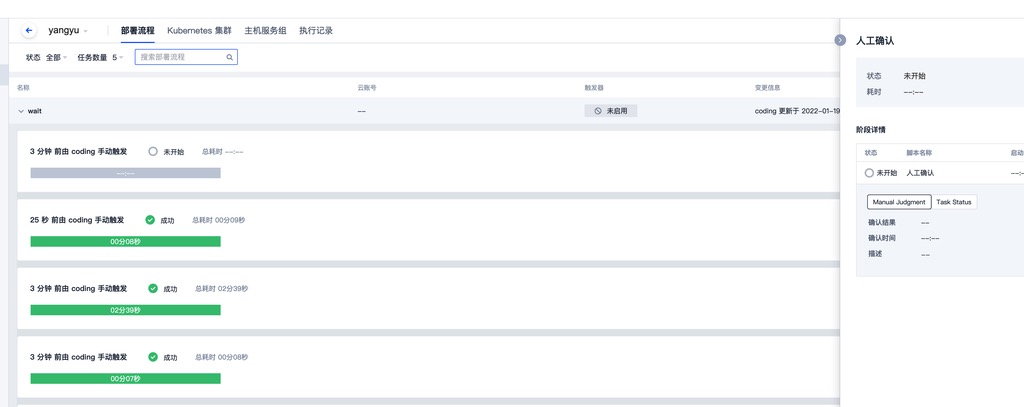 yangyu 部署流程 Kubernetes 集群 主机服务组 执行记录
状态 全部 任务数量 5 搜索部署流程
名称 云账号 触发器 变更信息
wait -- 未启用 coding 更新于 2022-01-19
3 分钟 前由 coding 手动触发 未开始 总耗时 --:--
--:--
25 秒 前由 coding 手动触发 成功 总耗时 00分09秒
00分08秒
3 分钟 前由 coding 手动触发 成功 总耗时 02分39秒
02分39秒
3 分钟 前由 coding 手动触发 成功 总耗时 00分08秒
00分07秒
人工确认
状态 未开始
耗时 --:--
阶段详情
状态 脚本名称 启动
未开始 人工确认 --:-
Manual Judgment Task Status
确认结果 --
确认时间 --:--
描述 --